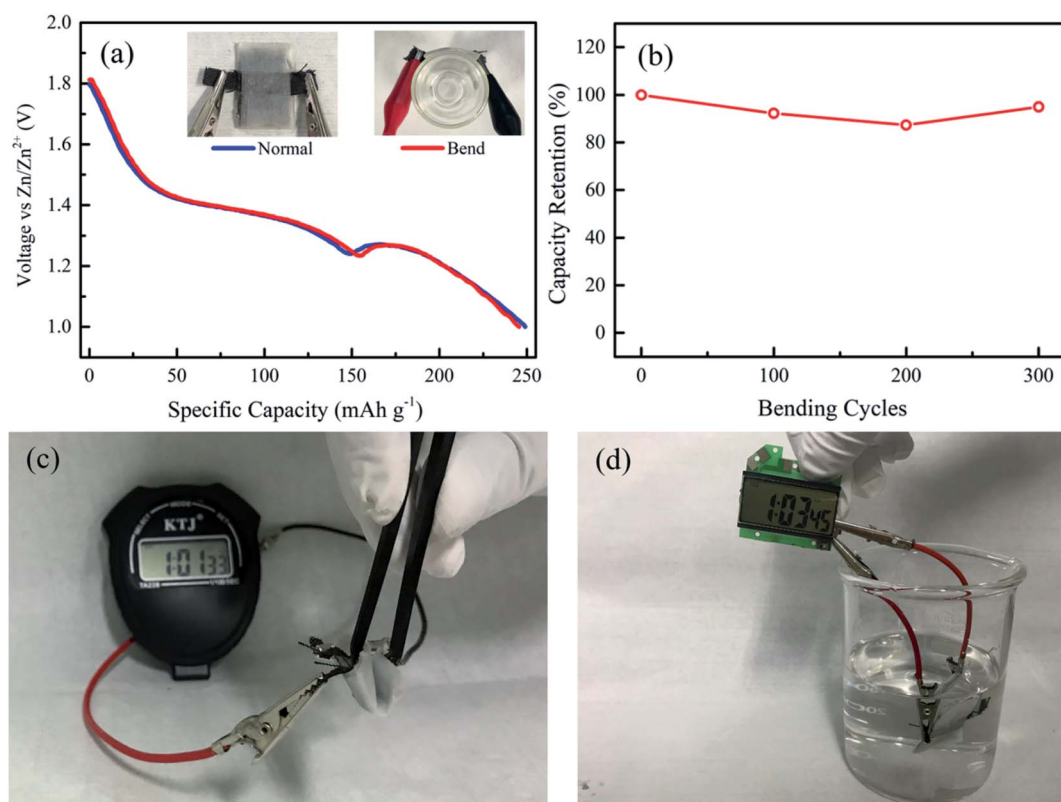 (a)
2.0
1.8
1.6
1.4
1.2
1.0
Voltage vs Zn/Zn²⁺ (V)
Normal
Bend
0
50
100
150
200
250
Specific Capacity (mAh g⁻¹)
(b)
120
100
80
60
40
20
0
Capacity Retention (%)
0
100
200
300
Bending Cycles
(c)
MODE
KTJ
1:01 33
TA228
(d)
1:03 45